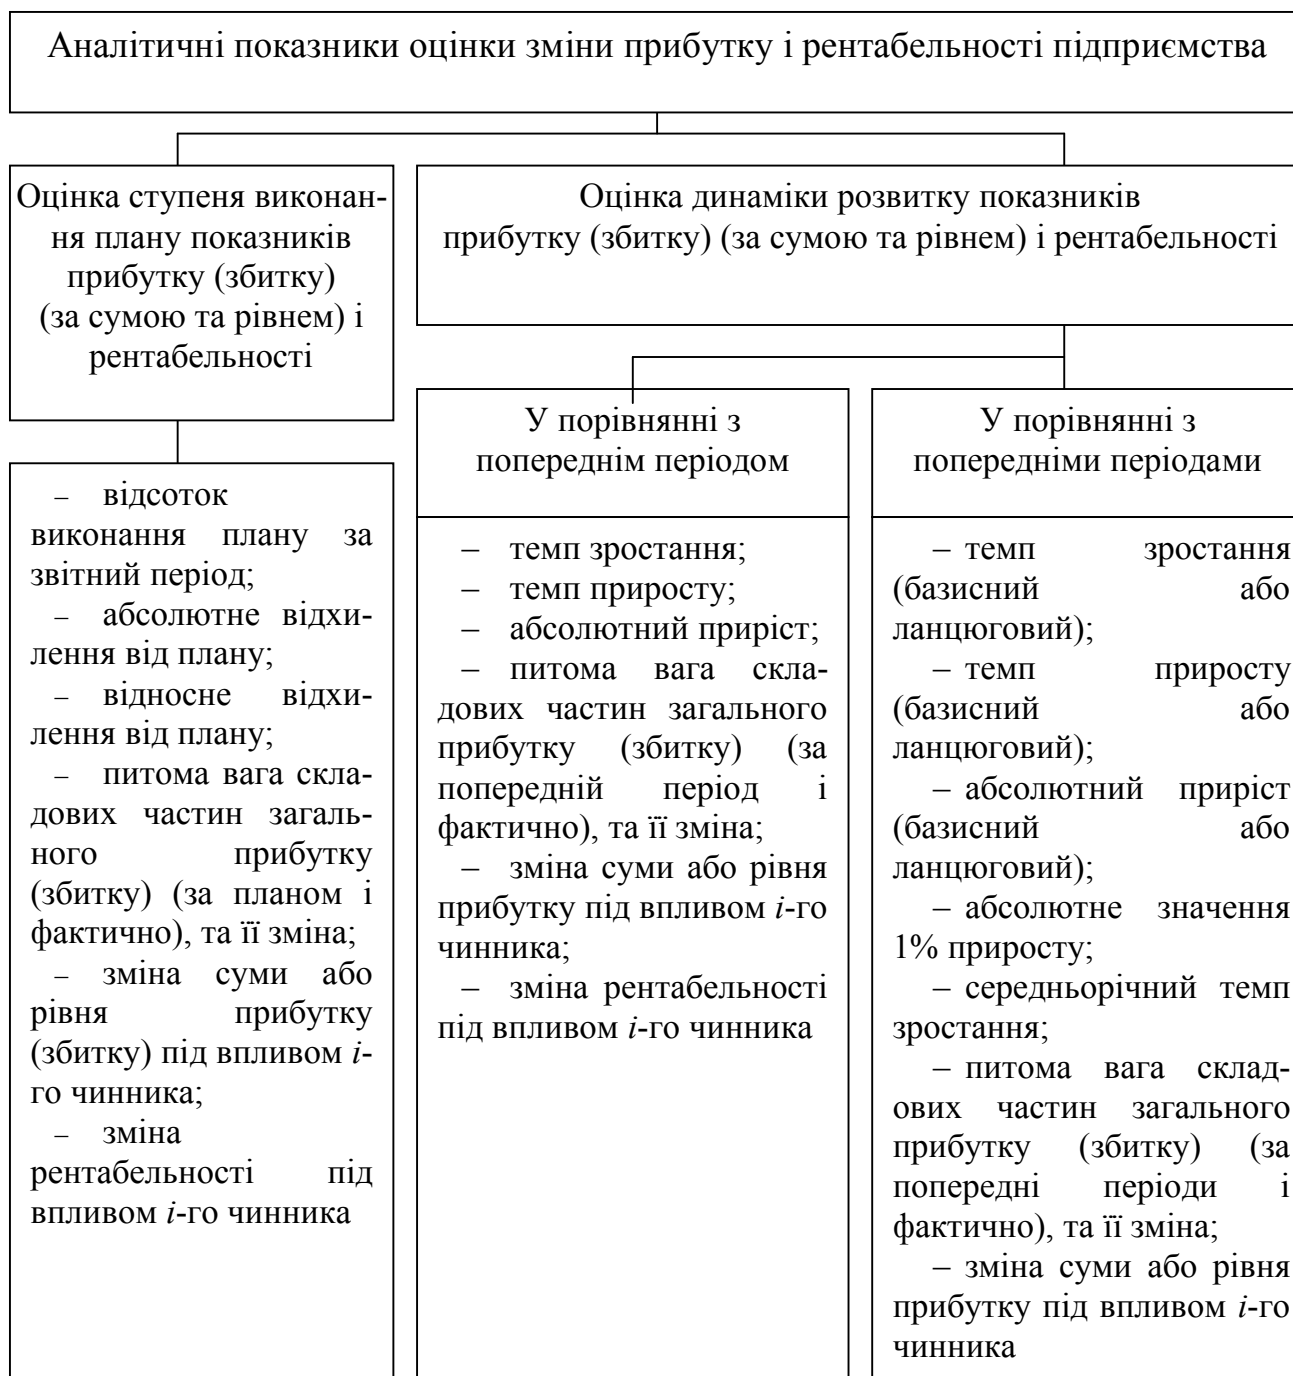 Аналітичні показники оцінки зміни прибутку і рентабельності підприємства
Оцінка ступеня виконан-
ня плану показників
прибутку (збитку)
(за сумою та рівнем) і
рентабельності
Оцінка динаміки розвитку показників
прибутку (збитку) (за сумою та рівнем) і рентабельності
– відсоток
виконання плану за
звітний період;
– абсолютне відхи-
лення від плану;
– відносне відхи-
лення від плану;
– питома вага скла-
дових частин загаль-
ного прибутку
(збитку) (за планом і
фактично), та її зміна;
– зміна суми або
рівня прибутку
(збитку) під впливом і-
го чинника;
– зміна
рентабельності під
впливом і-го чинника
У порівнянні з
попереднім періодом
– темп зростання;
– темп приросту;
– абсолютний приріст;
– питома вага скла-
дових частин загального
прибутку (збитку) (за
попередній період і
фактично), та її зміна;
– зміна суми або рівня
прибутку під впливом і-го
чинника;
– зміна рентабельності
під впливом і-го чинника
У порівнянні з
попередніми періодами
– темп зростання
(базисний або
ланцюговий);
– темп приросту
(базисний або
ланцюговий);
– абсолютний приріст
(базисний або
ланцюговий);
– абсолютне значення
1% приросту;
– середньорічний темп
зростання;
– питома вага склад-
ових частин загального
прибутку (збитку) (за
попередні періоди і
фактично), та її зміна;
– зміна суми або рівня
прибутку під впливом і-го
чинника